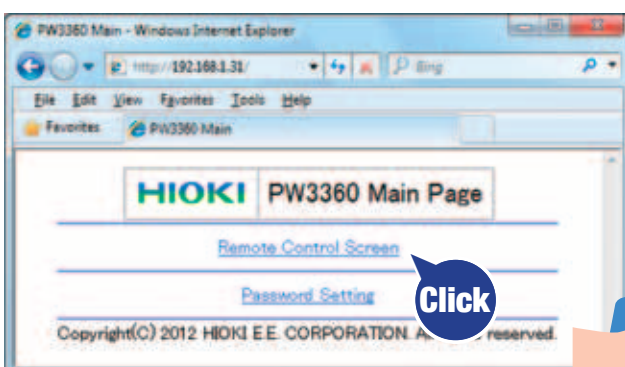 PW3360 Main - Windows Internet Explorer
http://192.168.1.31/
Bing
File Edit View Favorites Tools Help
Favorites PW3360 Main
HIOKI PW3360 Main Page
Remote Control Screen
Password Setting
Click
Copyright(C) 2012 HIOKI E.E. CORPORATION. A reserved.